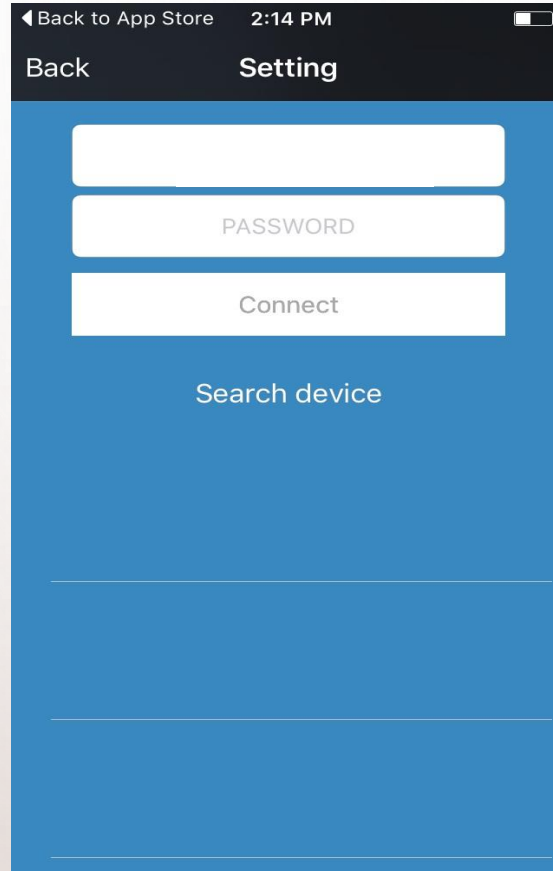 Back to App Store 2:14 PM
Back Setting
PASSWORD
Connect
Search device